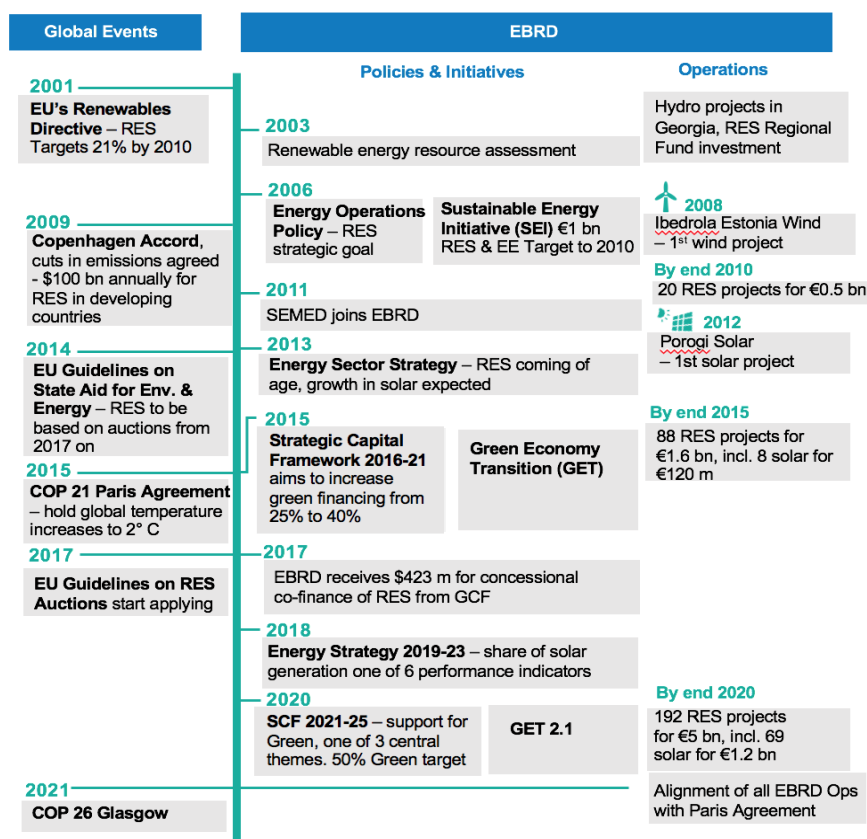 Global Events
EBRD
Policies & Initiatives
Operations
2001
EU's Renewables
Directive – RES
Targets 21% by 2010
2003
Renewable energy resource assessment
Hydro projects in
Georgia, RES Regional
Fund investment
2006
Energy Operations
Policy – RES
strategic goal
Sustainable Energy
Initiative (SEI) €1 bn
RES & EE Target to 2010
2008
Ibedrola Estonia Wind
– 1st wind project
2009
Copenhagen Accord,
cuts in emissions agreed
- $100 bn annually for
RES in developing
countries
By end 2010
20 RES projects for €0.5 bn
2011
SEMED joins EBRD
2012
Porogi Solar
– 1st solar project
2013
Energy Sector Strategy – RES coming of
age, growth in solar expected
2014
EU Guidelines on
State Aid for Env. &
Energy – RES to be
based on auctions from
2017 on
2015
Strategic Capital
Framework 2016-21
aims to increase
green financing from
25% to 40%
Green Economy
Transition (GET)
By end 2015
88 RES projects for
€1.6 bn, incl. 8 solar for
€120 m
2015
COP 21 Paris Agreement
– hold global temperature
increases to 2° C
2017
EU Guidelines on RES
Auctions start applying
2017
EBRD receives $423 m for concessional
co-finance of RES from GCF
2018
Energy Strategy 2019-23 – share of solar
generation one of 6 performance indicators
2020
SCF 2021-25 – support for
Green, one of 3 central
themes. 50% Green target
GET 2.1
By end 2020
192 RES projects
for €5 bn, incl. 69
solar for €1.2 bn
2021
COP 26 Glasgow
Alignment of all EBRD Ops
with Paris Agreement